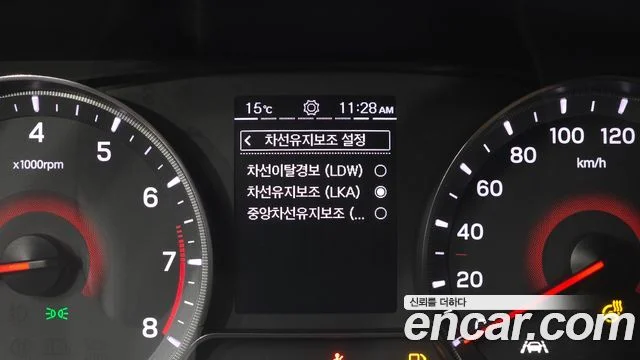 15℃ 11:28 AM
< 차선유지보조 설정
차선이탈경보 (LDW)
차선유지보조 (LKA)
중앙차선유지보조 (...
4
5
6
7
8
x1000rpm
20
40
60
80
100
120
km/h
신뢰를 더하다
encar.com